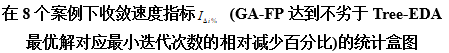 在 8 个案例下收敛速度指标 I_{Δt%} (GA-FP 达到不劣于 Tree-EDA
最优解对应最小迭代次数的相对减少百分比)的统计盒图